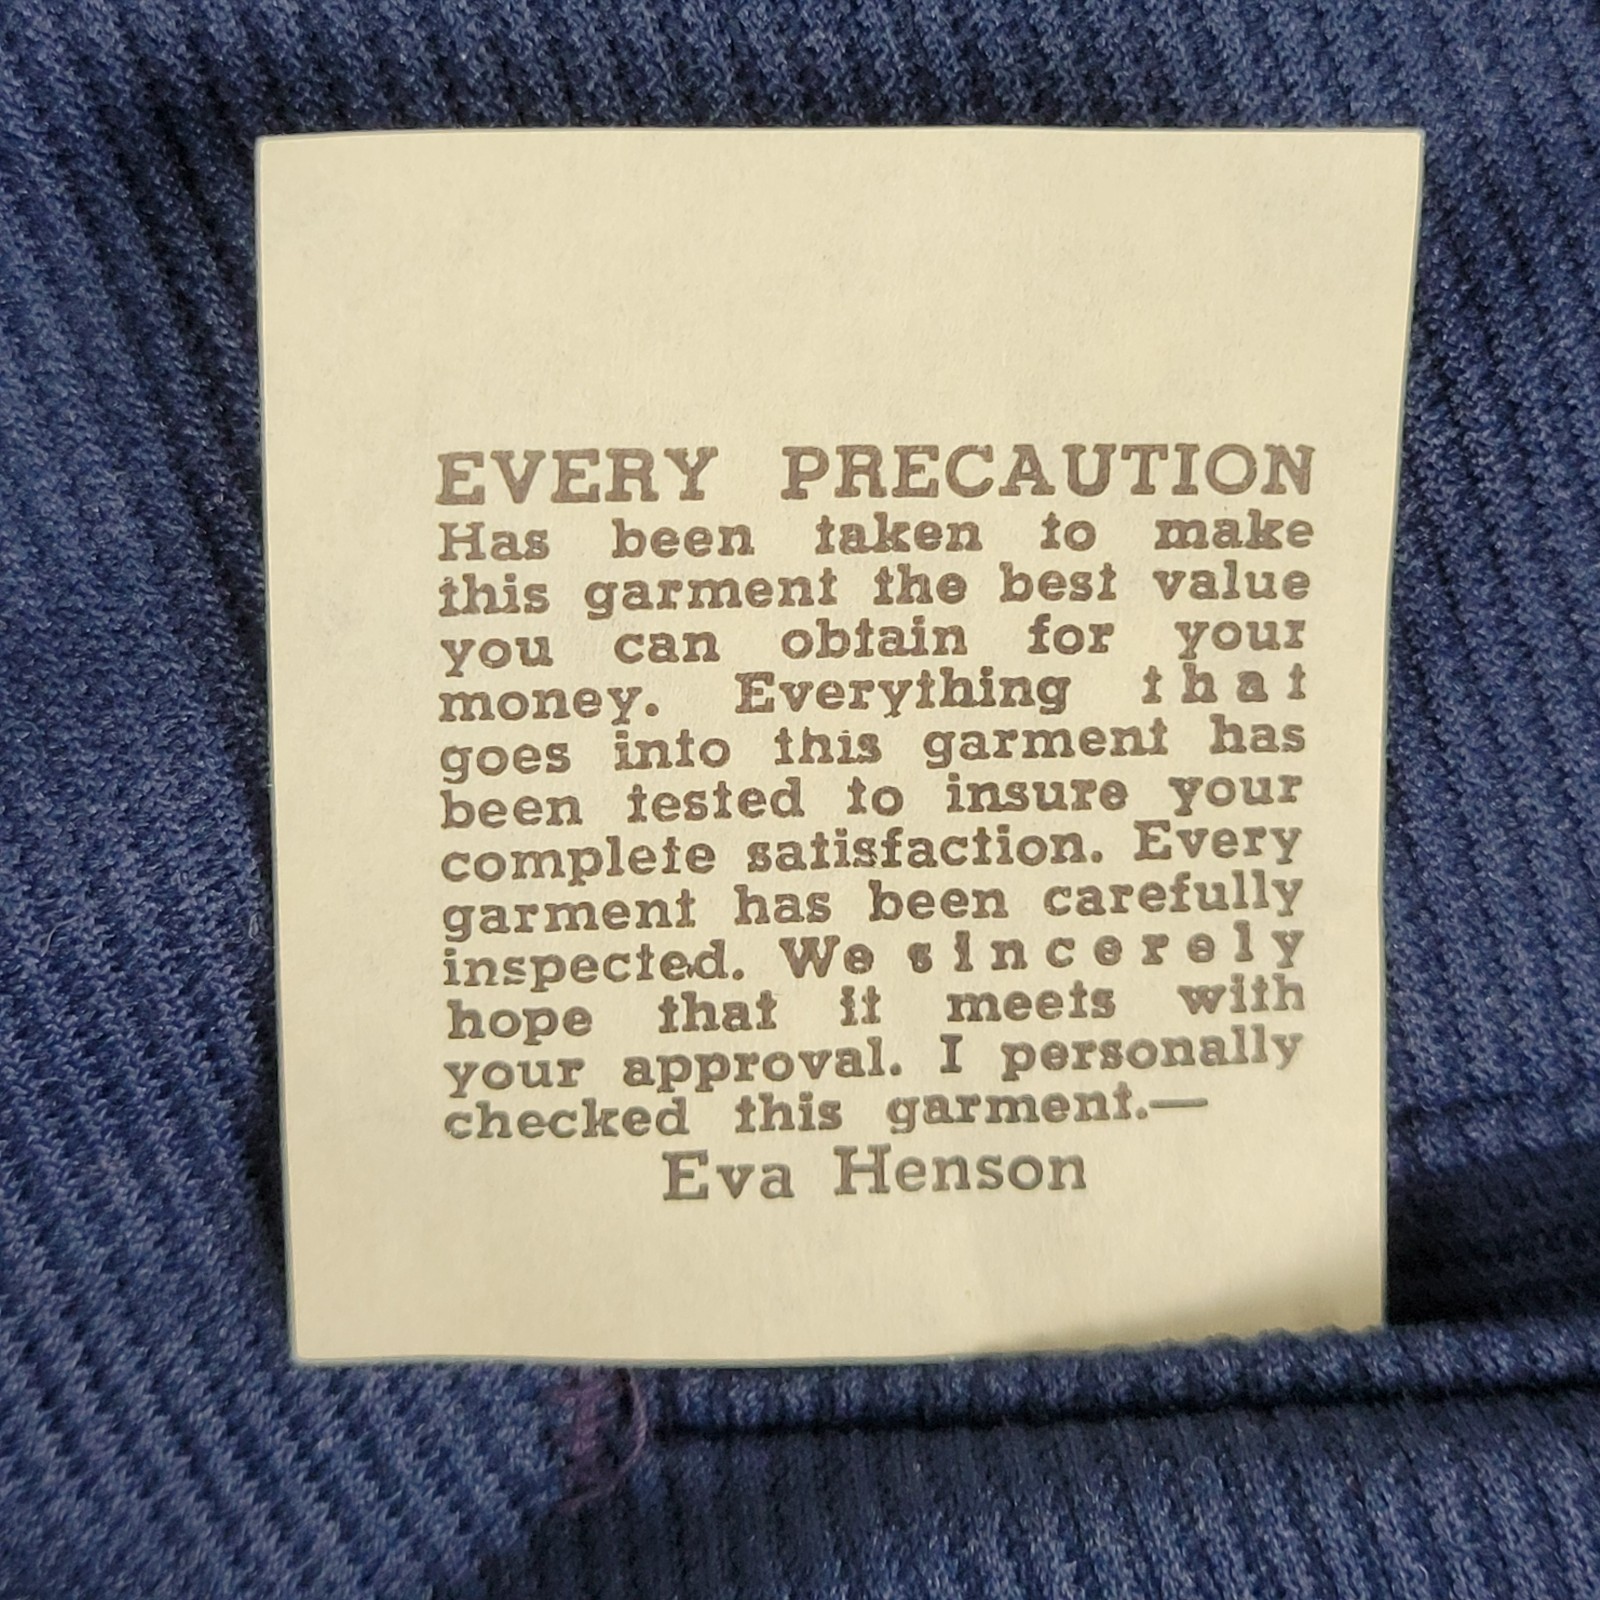 EVERY PRECAUTION
Has been taken to make
this garment the best value
you can obtain for your
money. Everything that
goes into this garment has
been tested to insure your
complete satisfaction. Every
garment has been carefully
inspected. We sincerely
hope that it meets with
your approval. I personally
checked this garment.—
Eva Henson